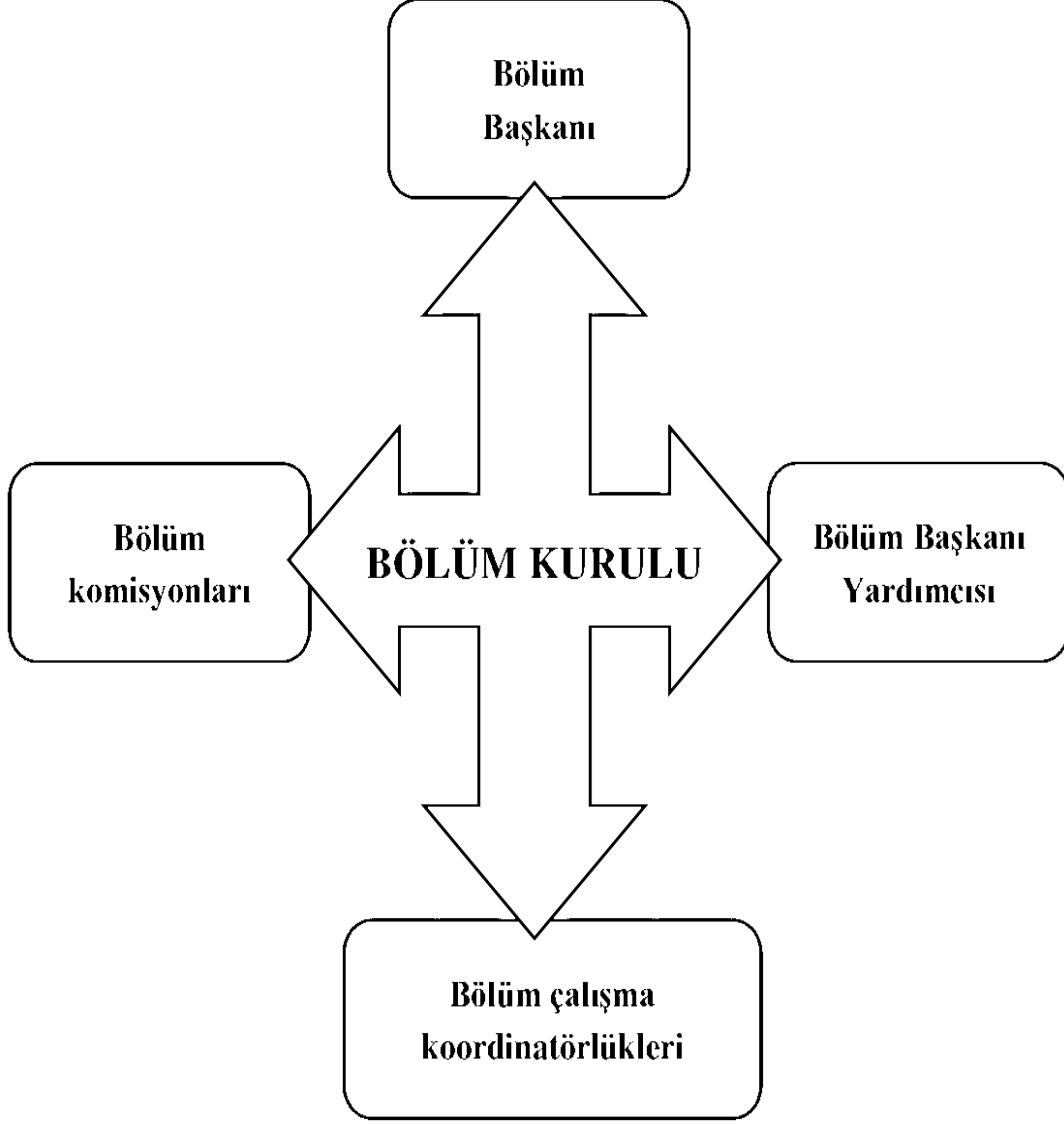 Bölüm
Başkanı
Bölüm
komisyonları
BÖLÜM KURULU
Bölüm Başkanı
Yardımcısı
Bölüm çalışma
koordinatörlükleri